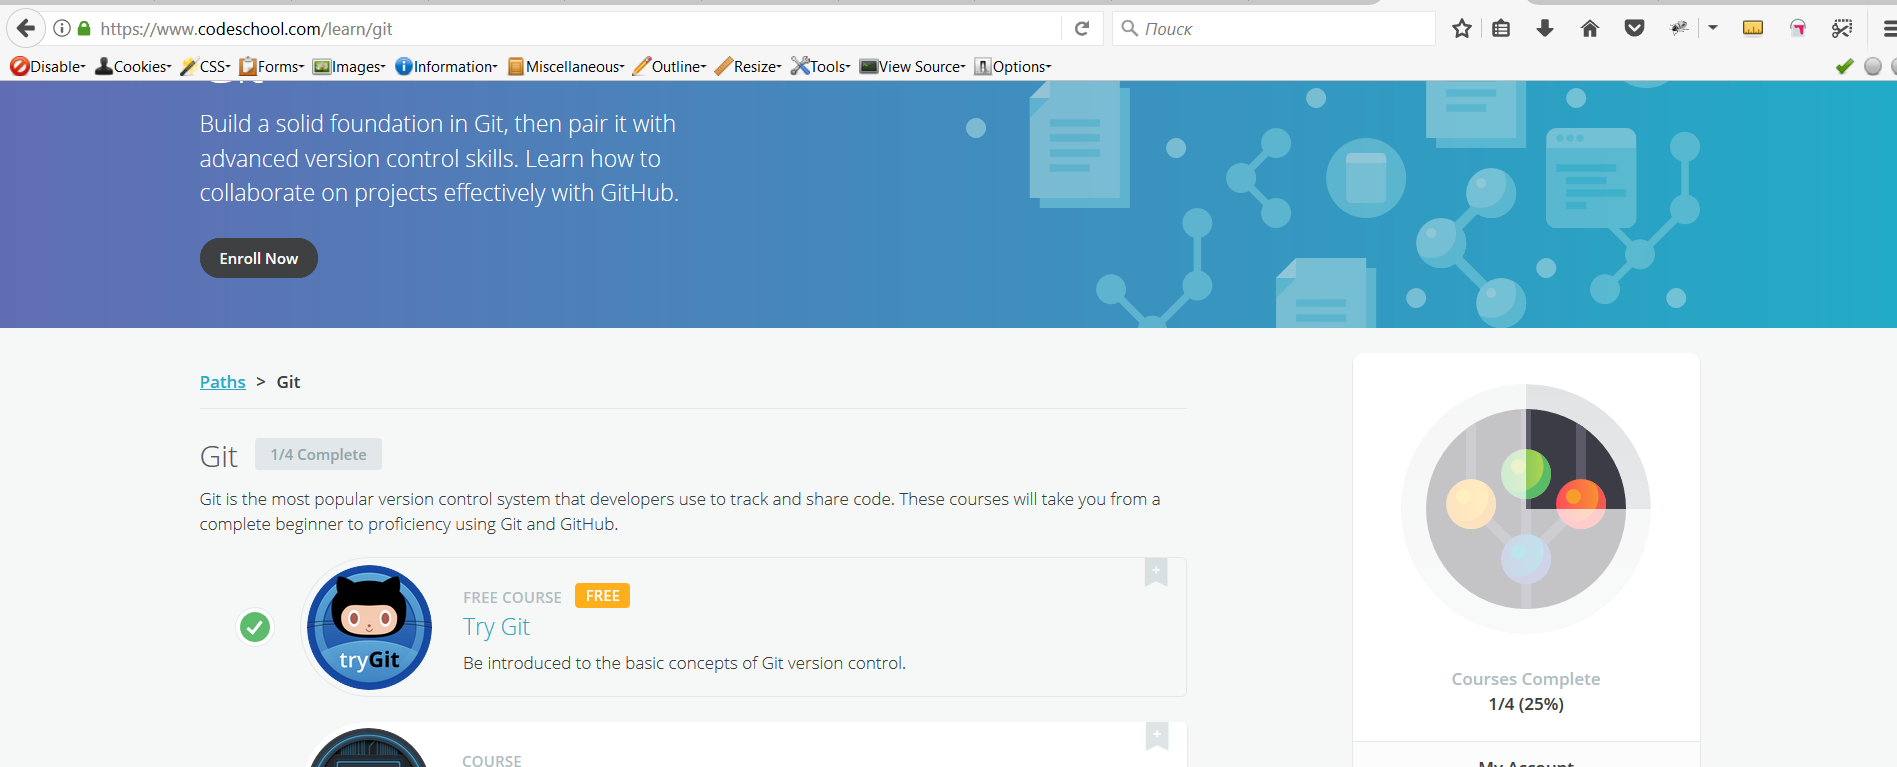 https://www.codeschool.com/learn/git
Поиск
Disable Cookies CSS Forms Images Information Miscellaneous Outline Resize Tools View Source Options
Build a solid foundation in Git, then pair it with
advanced version control skills. Learn how to
collaborate on projects effectively with GitHub.
Enroll Now
Paths > Git
Git 1/4 Complete
Git is the most popular version control system that developers use to track and share code. These courses will take you from a
complete beginner to proficiency using Git and GitHub.
tryGit
FREE COURSE FREE
Try Git
Be introduced to the basic concepts of Git version control.
COURSE
Courses Complete
1/4 (25%)
My Account